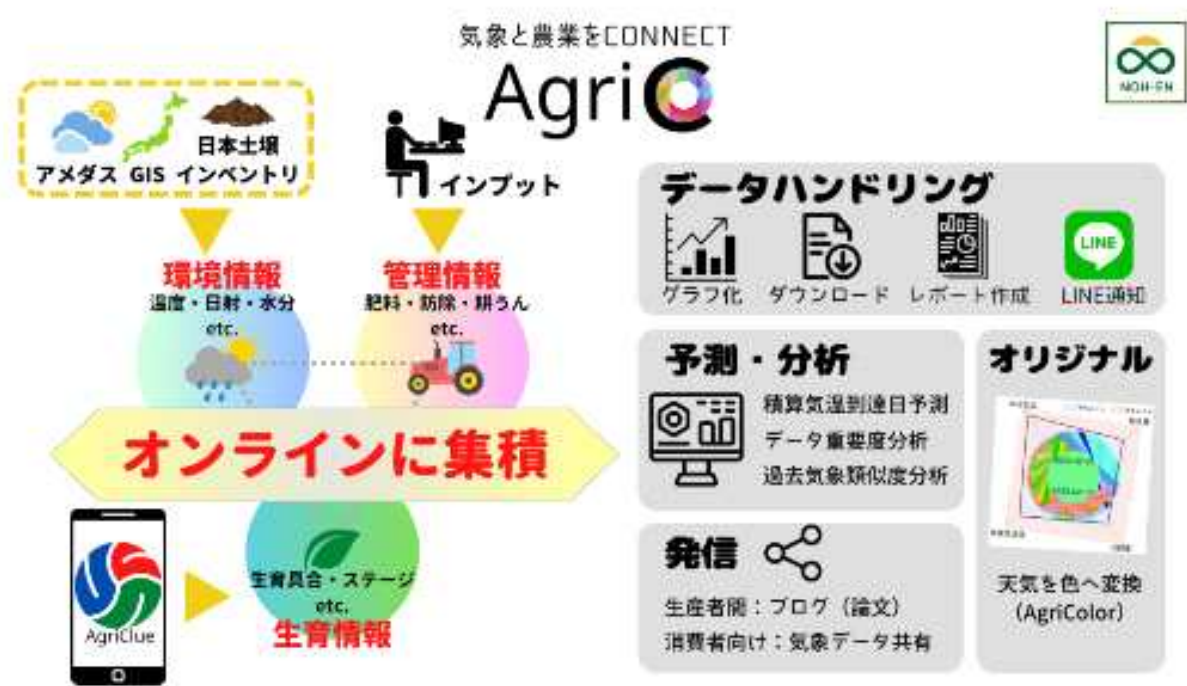 気象と農業をCONNECT
AgriC
NOH-EN
日本土壌
アメダス GIS インベントリ
インプット
環境情報
温度・日射・水分
etc.
管理情報
肥料・防除・耕うん
etc.
オンラインに集積
AgriClue
生育具合・ステージ
etc.
生育情報
データハンドリング
グラフ化
ダウンロード
レポート作成
LINE
LINE通知
予測・分析
積算気温到達日予測
データ重要度分析
過去気象類似度分析
オリジナル
天気を色へ変換
(AgriColor)
発信
生産者間：ブログ（論文）
消費者向け：気象データ共有